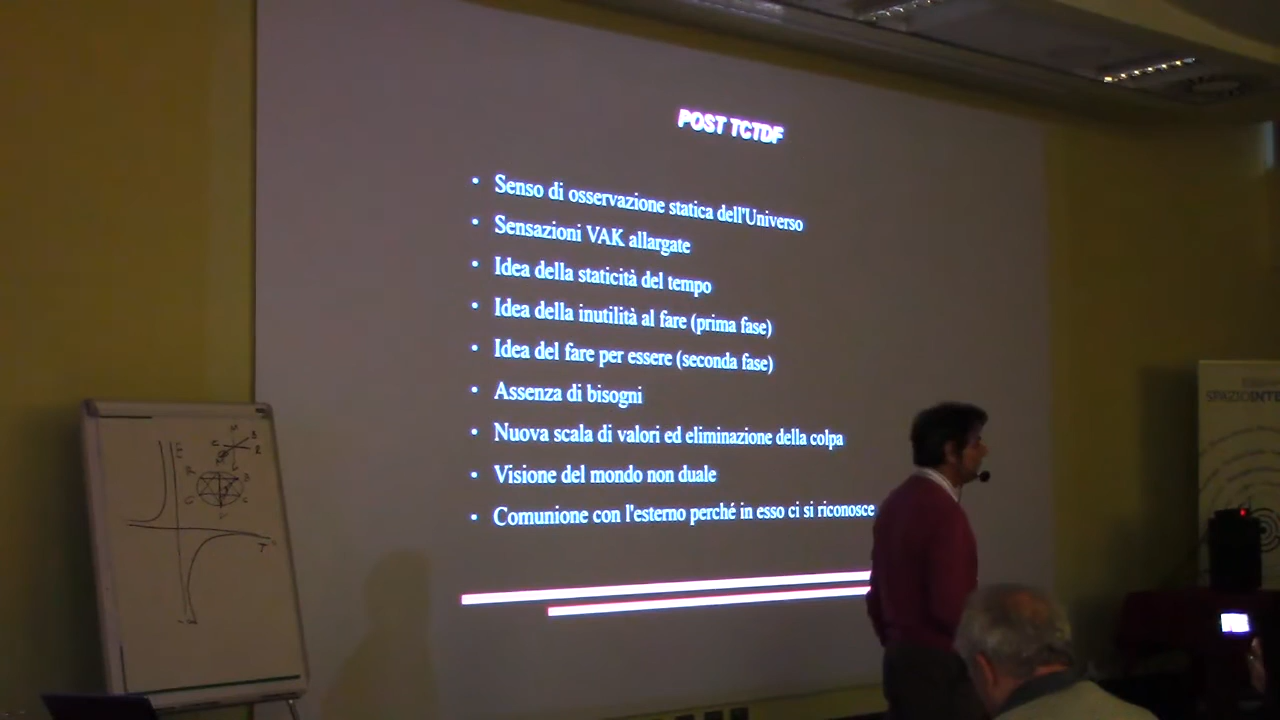 POST TCTDF
• Senso di osservazione statica dell'Universo
• Sensazioni VAK allargate
• Idea della staticità del tempo
• Idea della inutilità al fare (prima fase)
• Idea del fare per essere (seconda fase)
• Assenza di bisogni
• Nuova scala di valori ed eliminazione della colpa
• Visione del mondo non duale
• Comunione con l'esterno perché in esso ci si riconosce
SPAZIOINTE